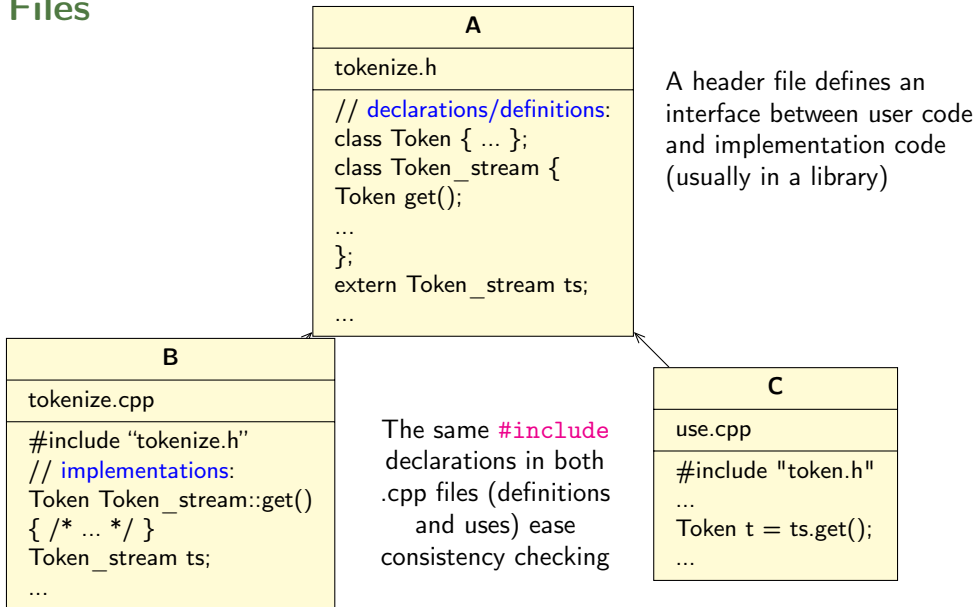 Files
A
tokenize.h
// declarations/definitions:
class Token { ... };
class Token_stream {
Token get();
...
};
extern Token_stream ts;
...
A header file defines an
interface between user code
and implementation code
(usually in a library)
B
tokenize.cpp
#include “tokenize.h”
// implementations:
Token Token_stream::get()
{ /* ... */ }
Token_stream ts;
...
The same #include
declarations in both
.cpp files (definitions
and uses) ease
consistency checking
C
use.cpp
#include "token.h"
...
Token t = ts.get();
...